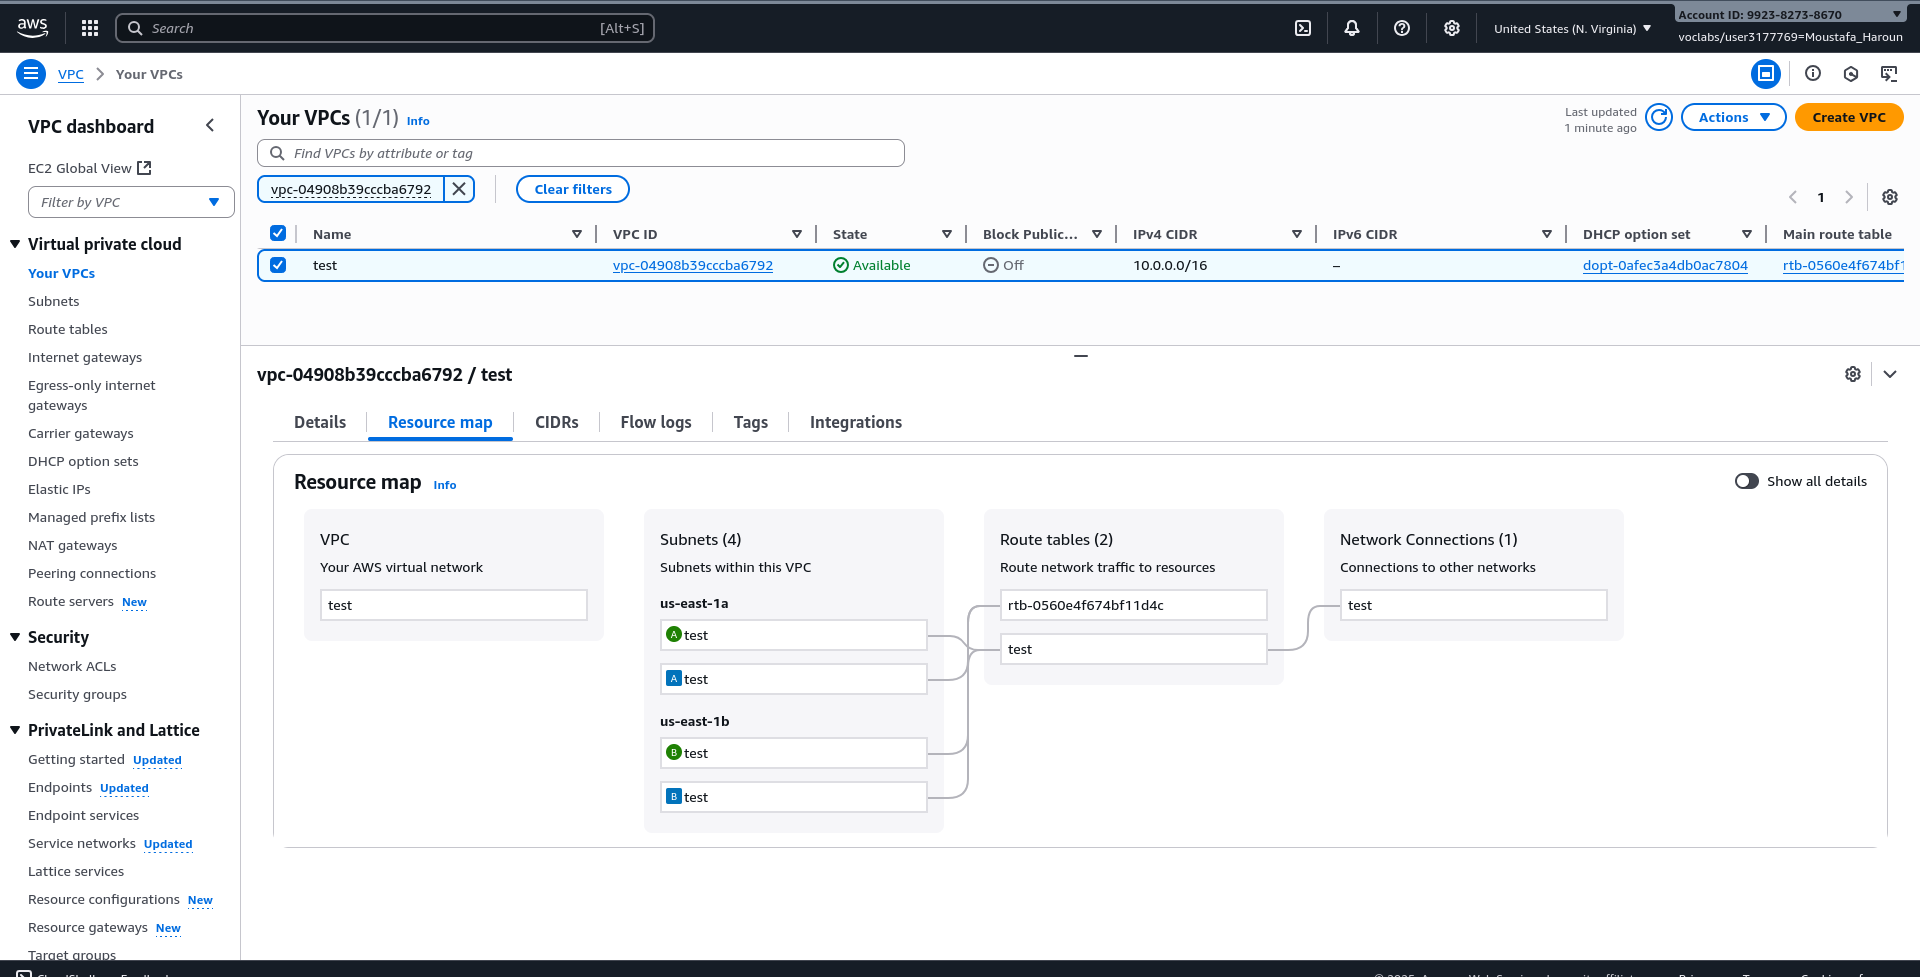 aws
Search
[Alt+S]
United States (N. Virginia)
Account ID: 9923-8273-8670
voclabs/user3177769=Moustafa_Haroun
VPC
Your VPCs
VPC dashboard
EC2 Global View
Filter by VPC
Virtual private cloud
Your VPCs
Subnets
Route tables
Internet gateways
Egress-only internet
gateways
Carrier gateways
DHCP option sets
Elastic IPs
Managed prefix lists
NAT gateways
Peering connections
Route servers New
Security
Network ACLs
Security groups
PrivateLink and Lattice
Getting started Updated
Endpoints Updated
Endpoint services
Service networks Updated
Lattice services
Resource configurations New
Resource gateways New
Target groups
Your VPCs (1/1) Info
Last updated
1 minute ago
Actions
Create VPC
Find VPCs by attribute or tag
vpc-04908b39cccba6792
Clear filters
1
Name VPC ID State Block Public... IPv4 CIDR IPv6 CIDR DHCP option set Main route table
test vpc-04908b39cccba6792 Available Off 10.0.0.0/16 – dopt-0afec3a4db0ac7804 rtb-0560e4f674bf1
vpc-04908b39cccba6792 / test
Details Resource map CIDRs Flow logs Tags Integrations
Resource map Info
Show all details
VPC
Your AWS virtual network
test
Subnets (4)
Subnets within this VPC
us-east-1a
A test
A test
us-east-1b
B test
B test
Route tables (2)
Route network traffic to resources
rtb-0560e4f674bf11d4c
test
Network Connections (1)
Connections to other networks
test